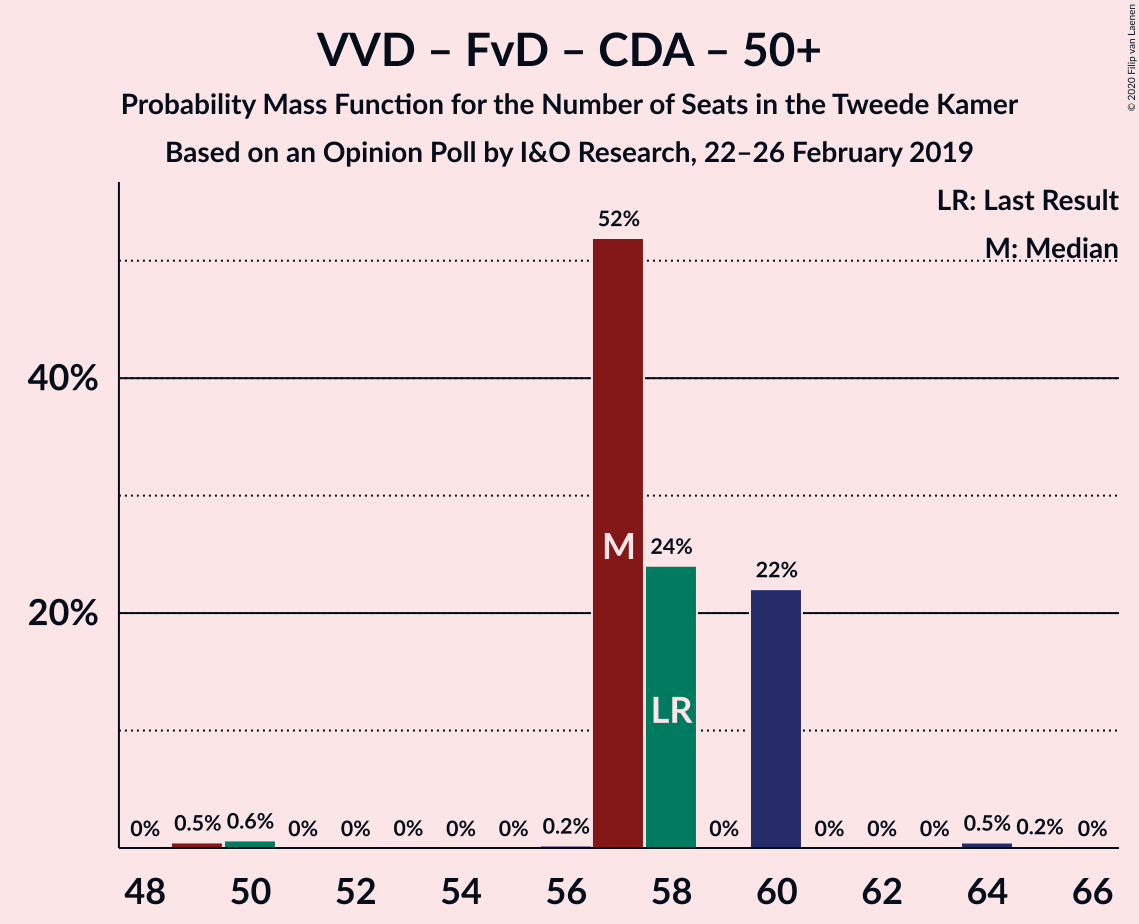 VVD – FvD – CDA – 50+
Probability Mass Function for the Number of Seats in the Tweede Kamer
Based on an Opinion Poll by I&O Research, 22–26 February 2019
© 2020 Filip van Laenen
LR: Last Result
M: Median
40%
20%
0%
0.5%
0.6%
0%
0%
0%
0%
0%
0.2%
52%
24%
0%
22%
0%
0%
0%
0.5%
0.2%
0%
M
LR
48 50 52 54 56 58 60 62 64 66